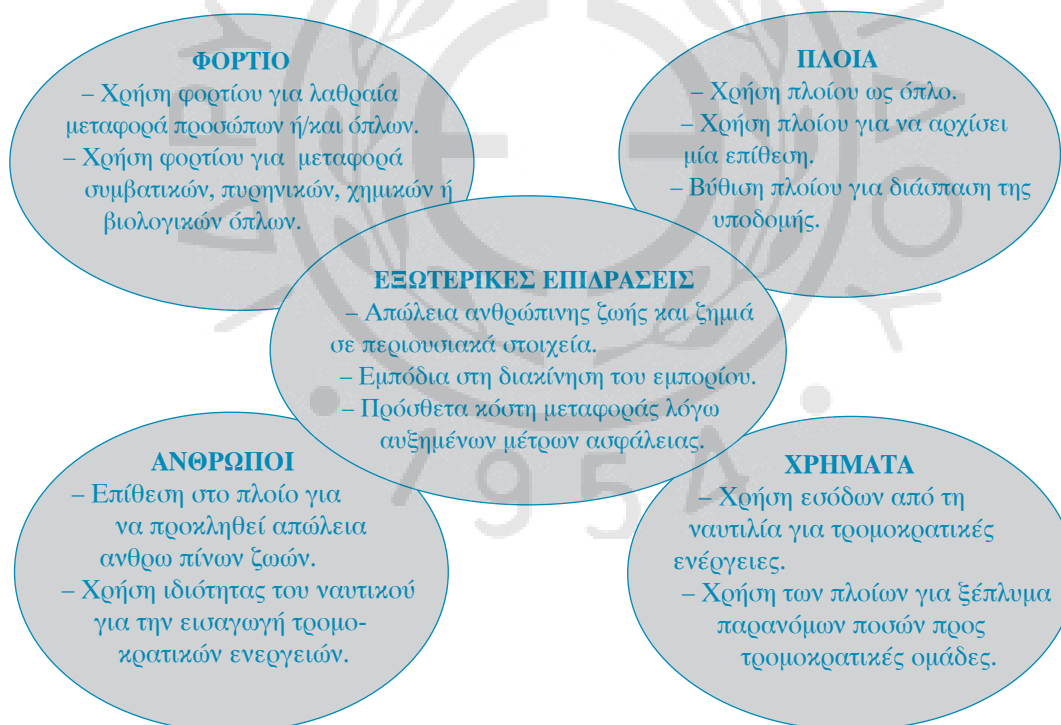 ΦΟΡΤΙΟ
– Χρήση φορτίου για λαθραία
μεταφορά προσώπων ή/και όπλων.
– Χρήση φορτίου για μεταφορά
συμβατικών, πυρηνικών, χημικών ή
βιολογικών όπλων.
ΠΛΟΙΑ
– Χρήση πλοίου ως όπλο.
– Χρήση πλοίου για να αρχίσει
μία επίθεση.
– Βύθιση πλοίου για διάσπαση της
υποδομής.
ΕΞΩΤΕΡΙΚΕΣ ΕΠΙΔΡΑΣΕΙΣ
– Απώλεια ανθρώπινης ζωής και ζημιά
σε περιουσιακά στοιχεία.
– Εμπόδια στη διακίνηση του εμπορίου.
– Πρόσθετα κόστη μεταφοράς λόγω
αυξημένων μέτρων ασφάλειας.
ΑΝΘΡΩΠΟΙ
– Επίθεση στο πλοίο για
να προκληθεί απώλεια
ανθρω πίνων ζωών.
– Χρήση ιδιότητας του ναυτικού
για την εισαγωγή τρομο-
κρατικών ενεργειών.
ΧΡΗΜΑΤΑ
– Χρήση εσόδων από τη
ναυτιλία για τρομοκρατικές
ενέργειες.
– Χρήση των πλοίων για ξέπλυμα
παρανόμων ποσών προς
τρομοκρατικές ομάδες.
1954